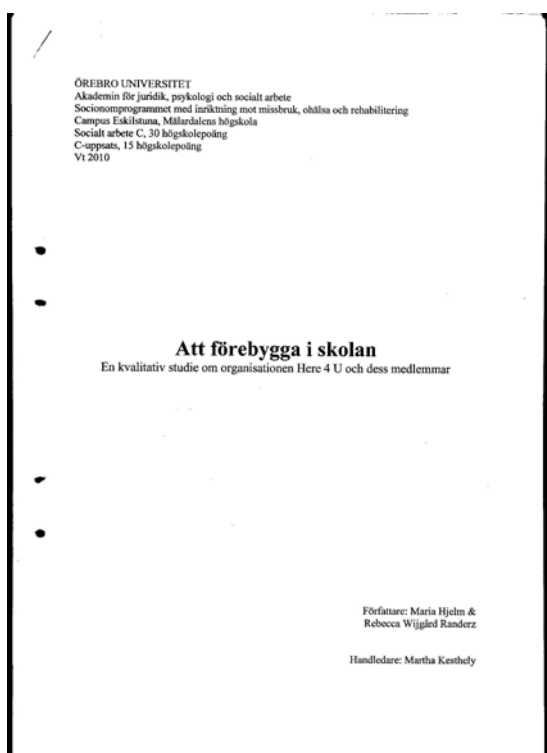 ÖREBRO UNIVERSITET
Akademin för juridik, psykologi och socialt arbete
Socionomprogrammet med inriktning mot missbruk, ohälsa och rehabilitering
Campus Eskilstuna, Mälardalens högskola
Socialt arbete C, 30 högskolepoäng
C-uppsats, 15 högskolepoäng
Vt 2010
Att förebygga i skolan
En kvalitativ studie om organisationen Here 4 U och dess medlemmar
Författare: Maria Hjelm &
Rebecca Wijgård Randerz
Handledare: Martha Kesthely